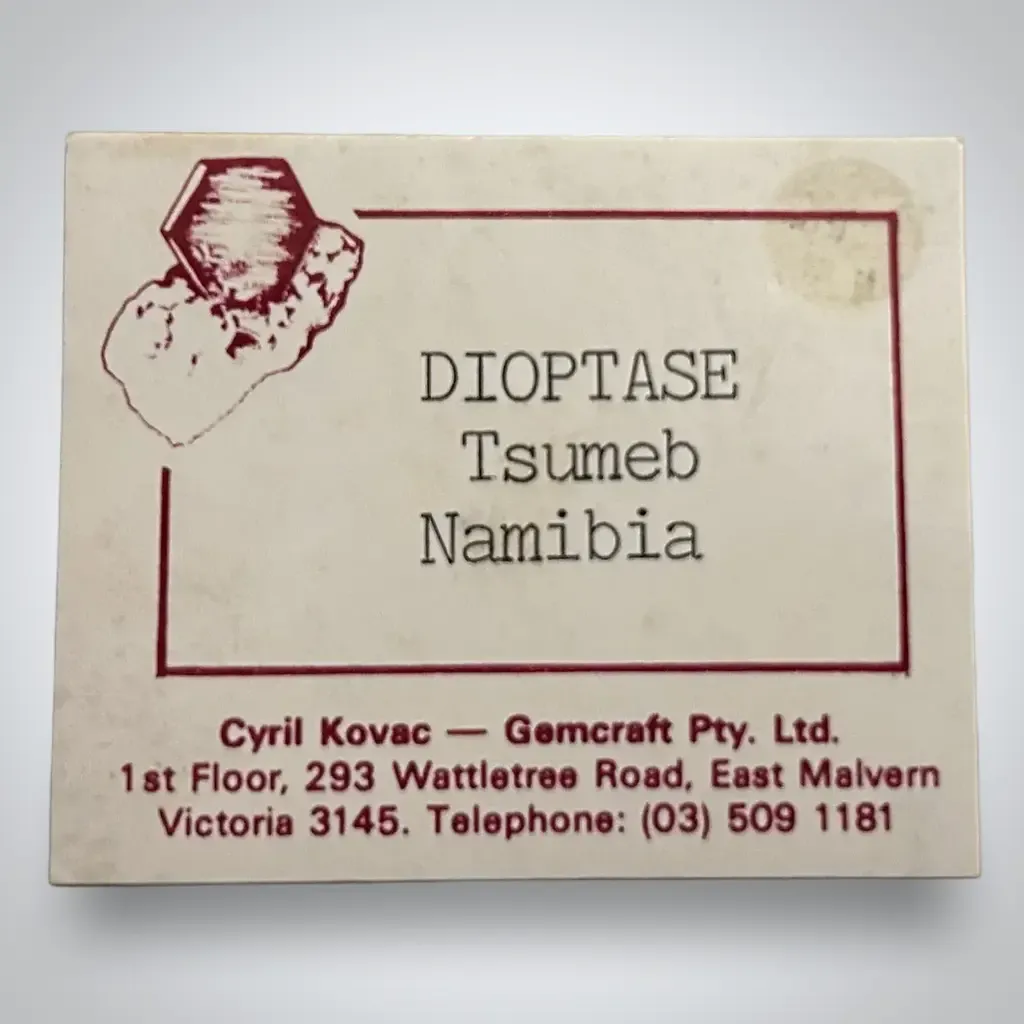 DIOPTASE
Tsumeb
Namibia
Cyril Kovac — Gemcraft Pty. Ltd.
1st Floor, 293 Wattletree Road, East Malvern
Victoria 3145. Telephone: (03) 509 1181